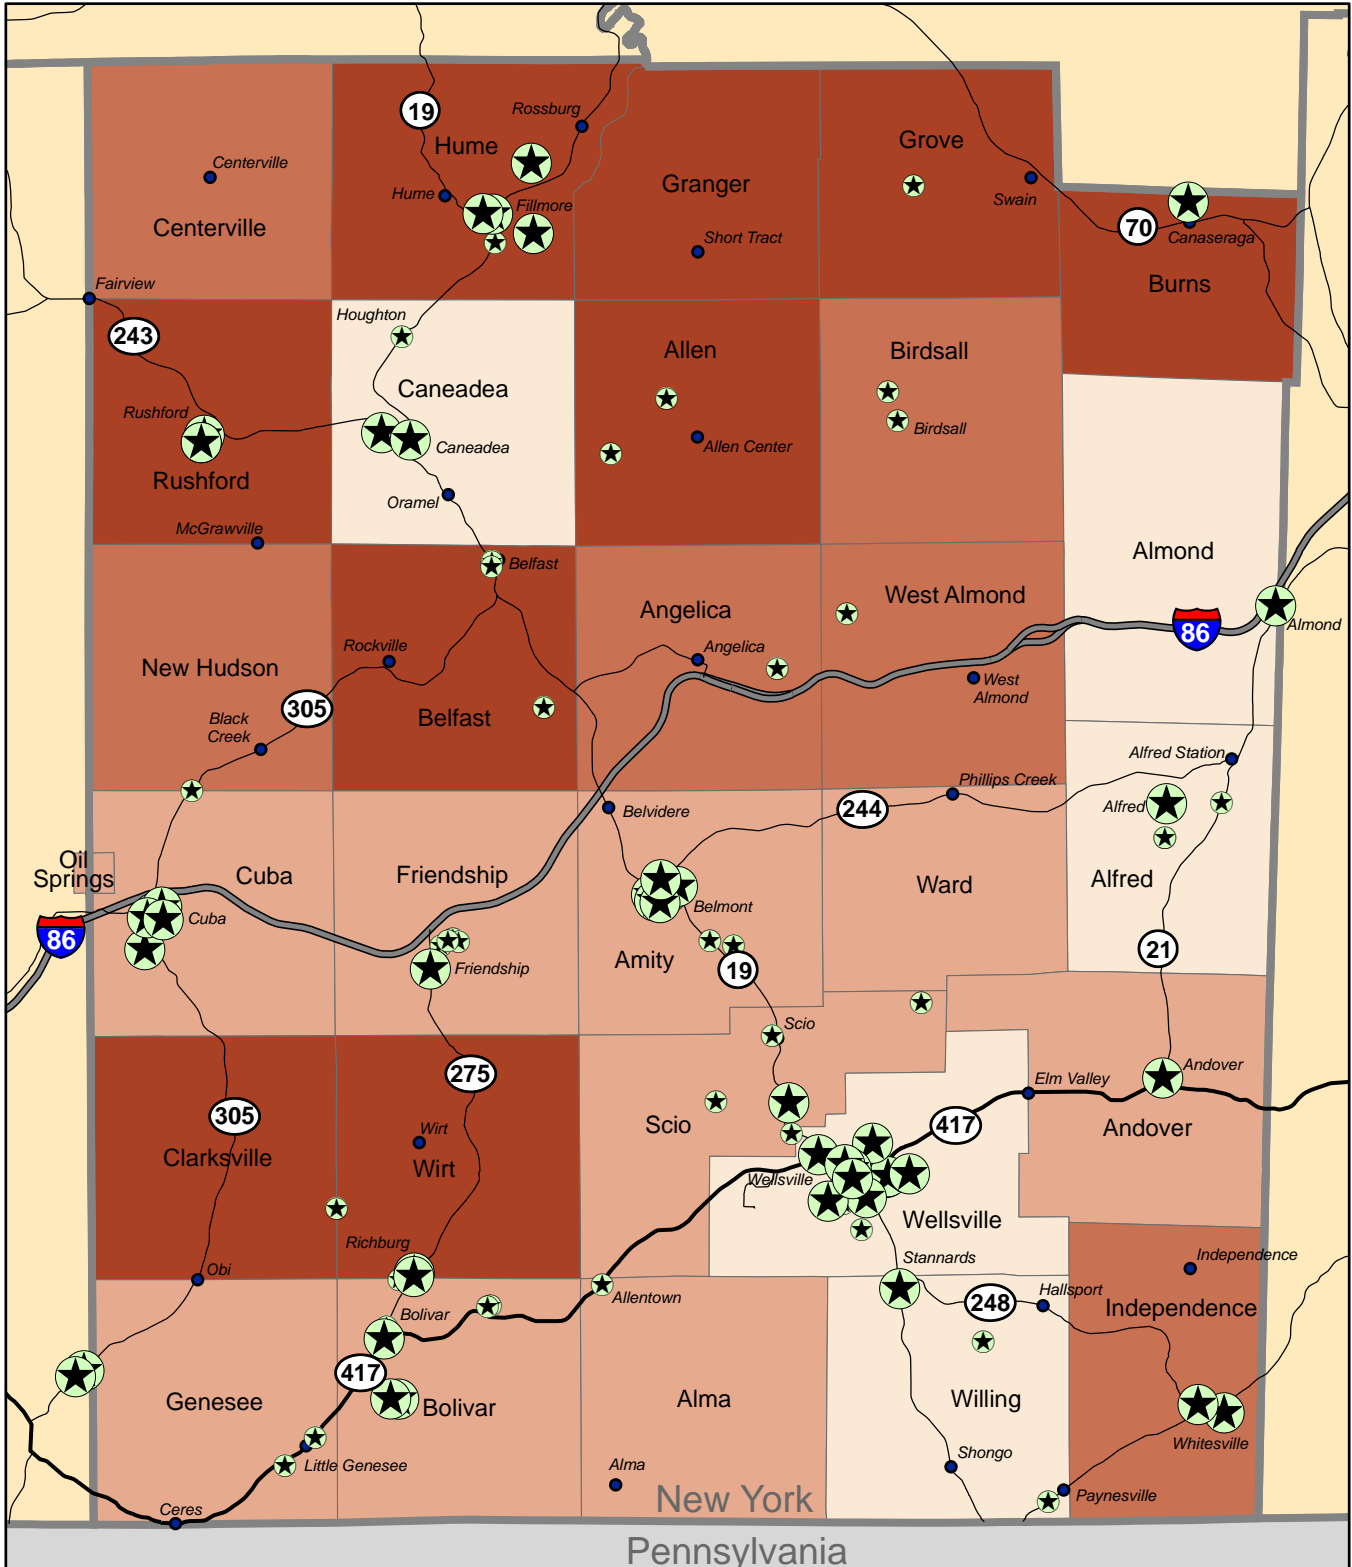 19
Rossburg
Hume
Grove
Centerville
Granger
Hume
Fillmore
Swain
Centerville
Short Tract
70
Canaseraga
Fairview
Burns
Houghton
243
Allen
Birdsall
Caneadea
Rushford
Birdsall
Caneadea
Allen Center
Rushford
Oramel
McGrawville
Almond
Belfast
West Almond
Angelica
Almond
86
Rockville
Angelica
New Hudson
West
Almond
305
Belfast
Black
Creek
Alfred Station
Phillips Creek
Belvidere
244
Alfred
Oil
Springs
Cuba
Friendship
Ward
Alfred
Cuba
Belmont
86
Friendship
Amity
19
21
Scio
Andover
275
Elm Valley
305
Scio
417
Andover
Wirt
Clarksville
Wirt
Wellsville
Wellsville
Richburg
Stannards
Independence
Obi
Allentown
Hallsport
248
Independence
Bolivar
417
Genesee
Bolivar
Alma
Willing
Whitesville
Little Genesee
Alma
Shongo
Paynesville
Ceres
New York
Pennsylvania